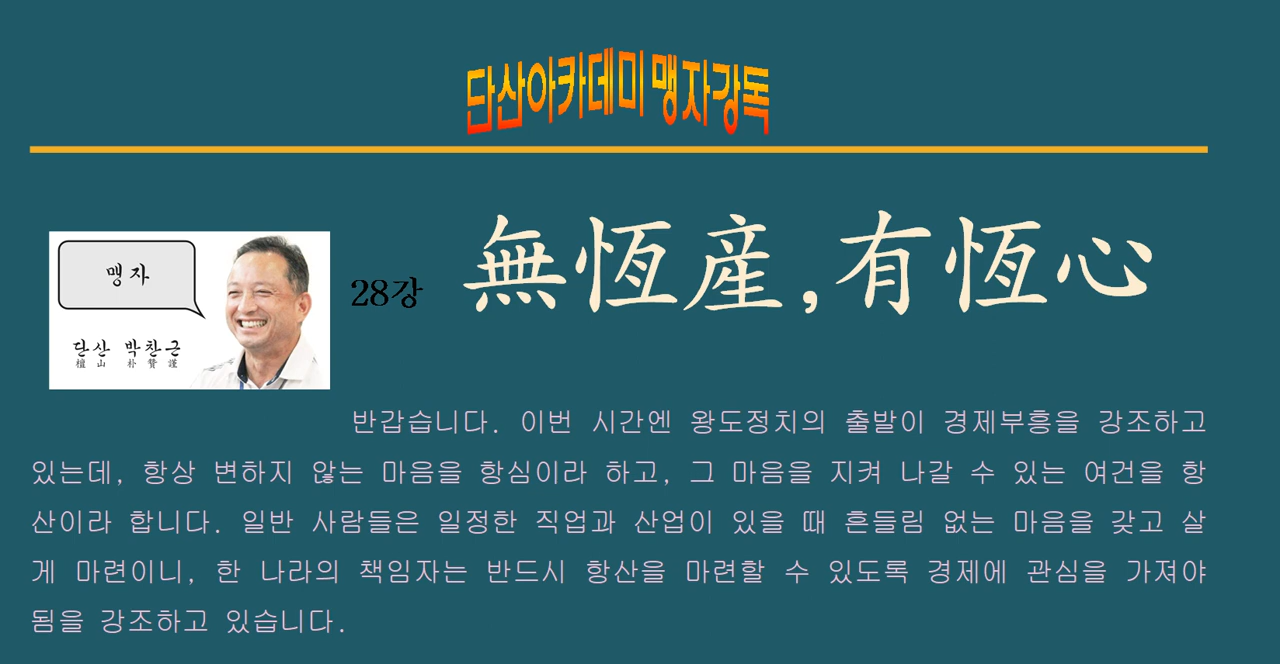 단산아카데미 맹자강독
맹자
단산 박찬근
檀山 朴贊謹
28강
無恆産,有恆心
반갑습니다. 이번 시간엔 왕도정치의 출발이 경제부흥을 강조하고
있는데, 항상 변하지 않는 마음을 항심이라 하고, 그 마음을 지켜 나갈 수 있는 여건을 항
산이라 합니다. 일반 사람들은 일정한 직업과 산업이 있을 때 흔들림 없는 마음을 갖고 살
게 마련이니, 한 나라의 책임자는 반드시 항산을 마련할 수 있도록 경제에 관심을 가져야
됨을 강조하고 있습니다.